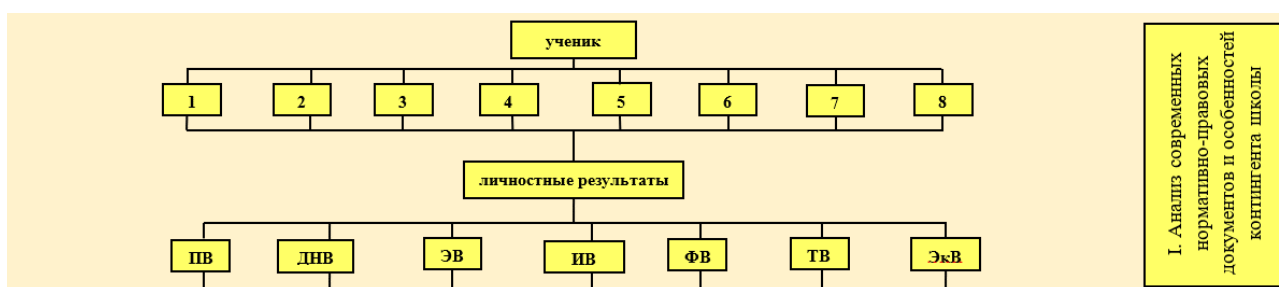 ученик
1 2 3 4 5 6 7 8
личностные результаты
ПВ ДНВ ЭВ ИВ ФВ ТВ ЭкВ
I. Анализ современных
нормативно-правовых
документов и особенностей
контингента школы